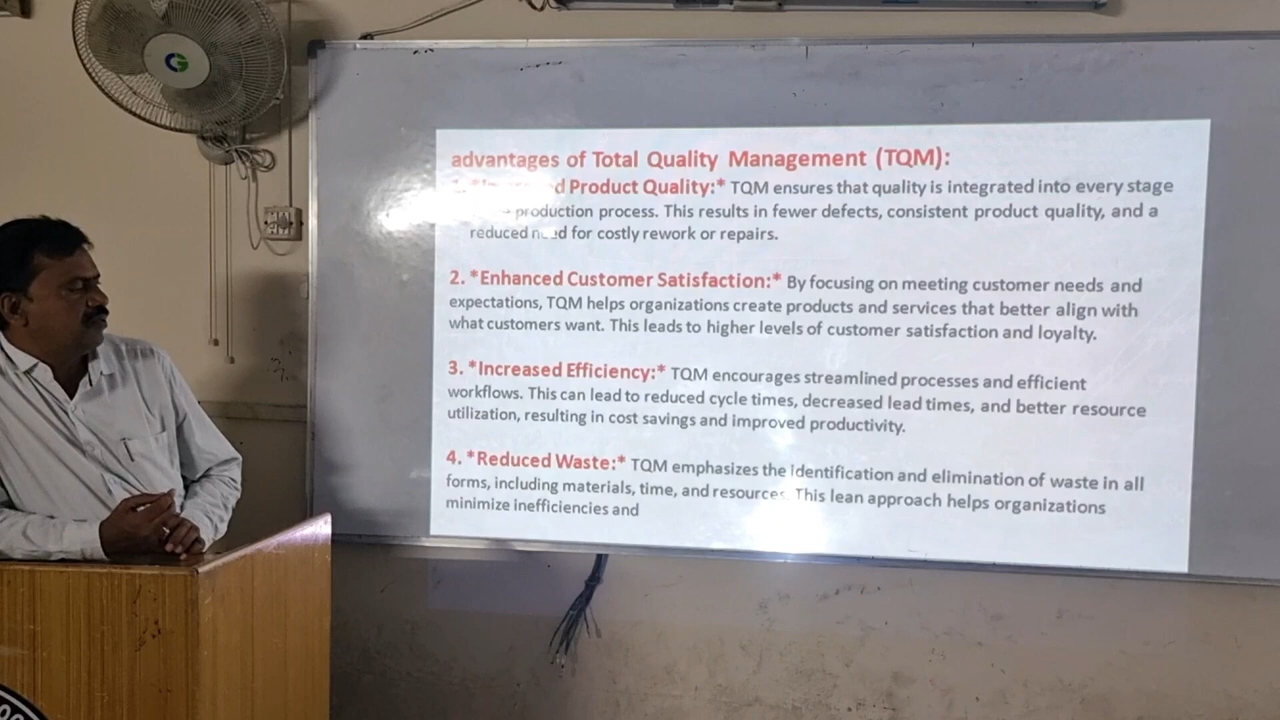 advantages of Total Quality Management (TQM):
Product Quality:* TQM ensures that quality is integrated into every stage
production process. This results in fewer defects, consistent product quality, and a
reduced need for costly rework or repairs.
2. *Enhanced Customer Satisfaction:* By focusing on meeting customer needs and
expectations, TQM helps organizations create products and services that better align with
what customers want. This leads to higher levels of customer satisfaction and loyalty.
3. *Increased Efficiency:* TQM encourages streamlined processes and efficient
workflows. This can lead to reduced cycle times, decreased lead times, and better resource
utilization, resulting in cost savings and improved productivity.
4. *Reduced Waste:* TQM emphasizes the identification and elimination of waste in all
forms, including materials, time, and resources. This lean approach helps organizations
minimize inefficiencies and